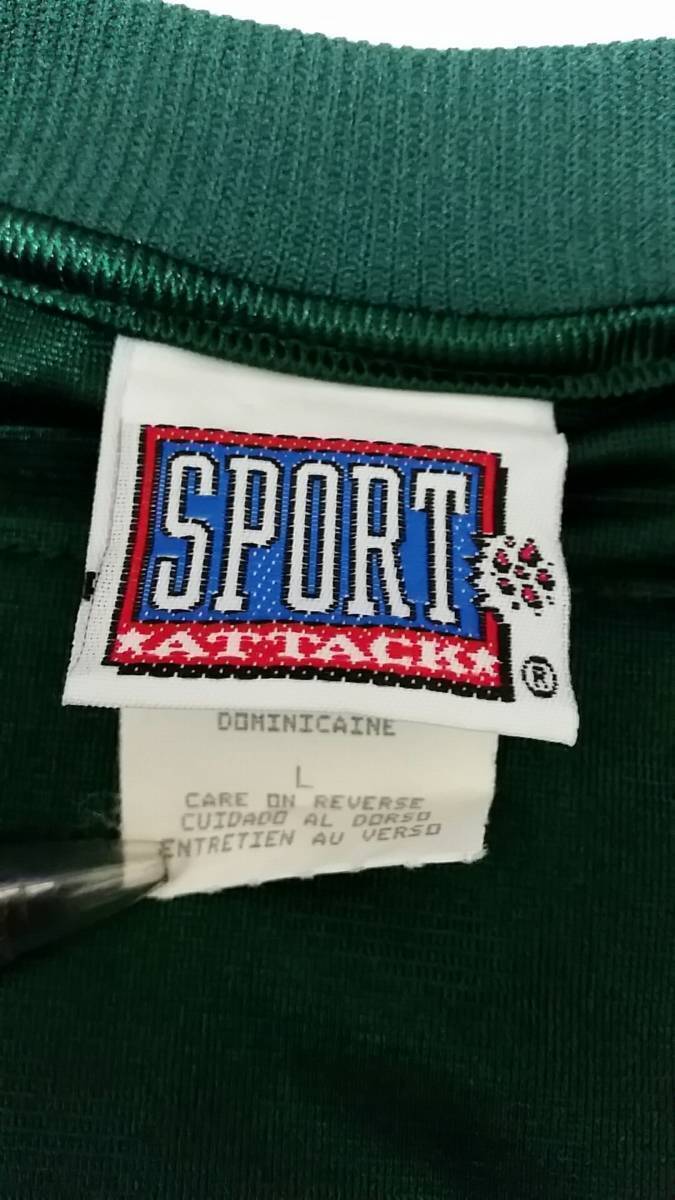 SPORT
ATTACK
®
DOMINICAINE
L
CARE ON REVERSE
CUIDADO AL DORSO
ENTRETIEN AU VERSO